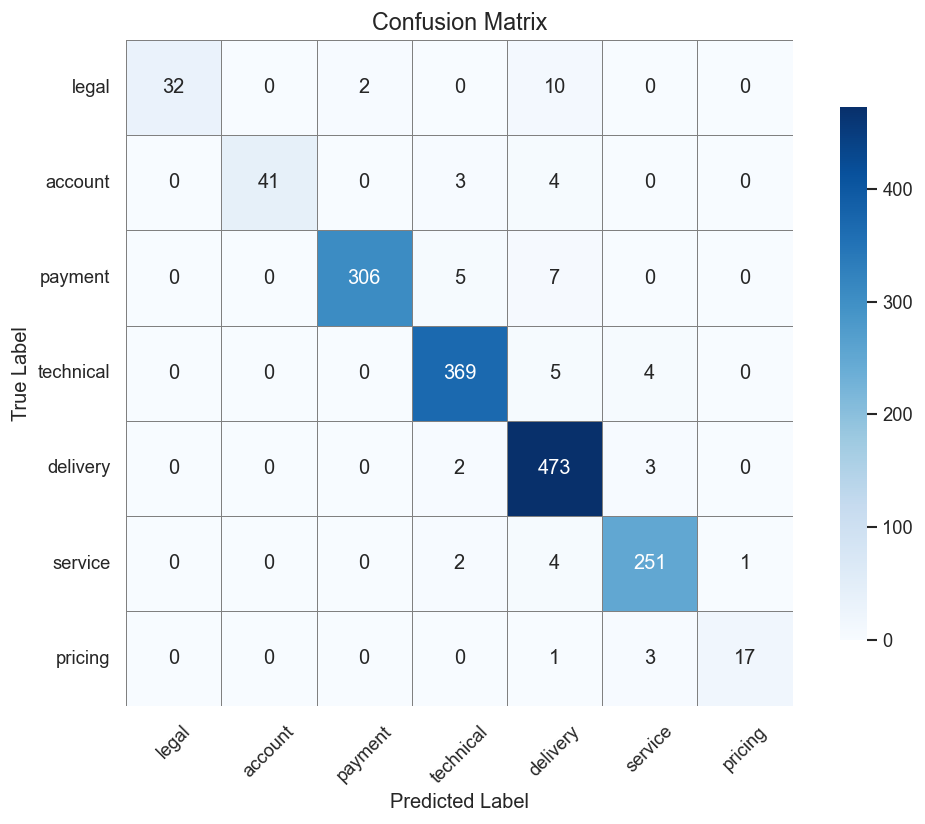 Confusion Matrix
legal 32 0 2 0 10 0 0
account 0 41 0 3 4 0 0
payment 0 0 306 5 7 0 0
technical 0 0 0 369 5 4 0
delivery 0 0 0 2 473 3 0
service 0 0 0 2 4 251 1
pricing 0 0 0 0 1 3 17
True Label
legal account payment technical delivery service pricing
Predicted Label
400
300
200
100
0